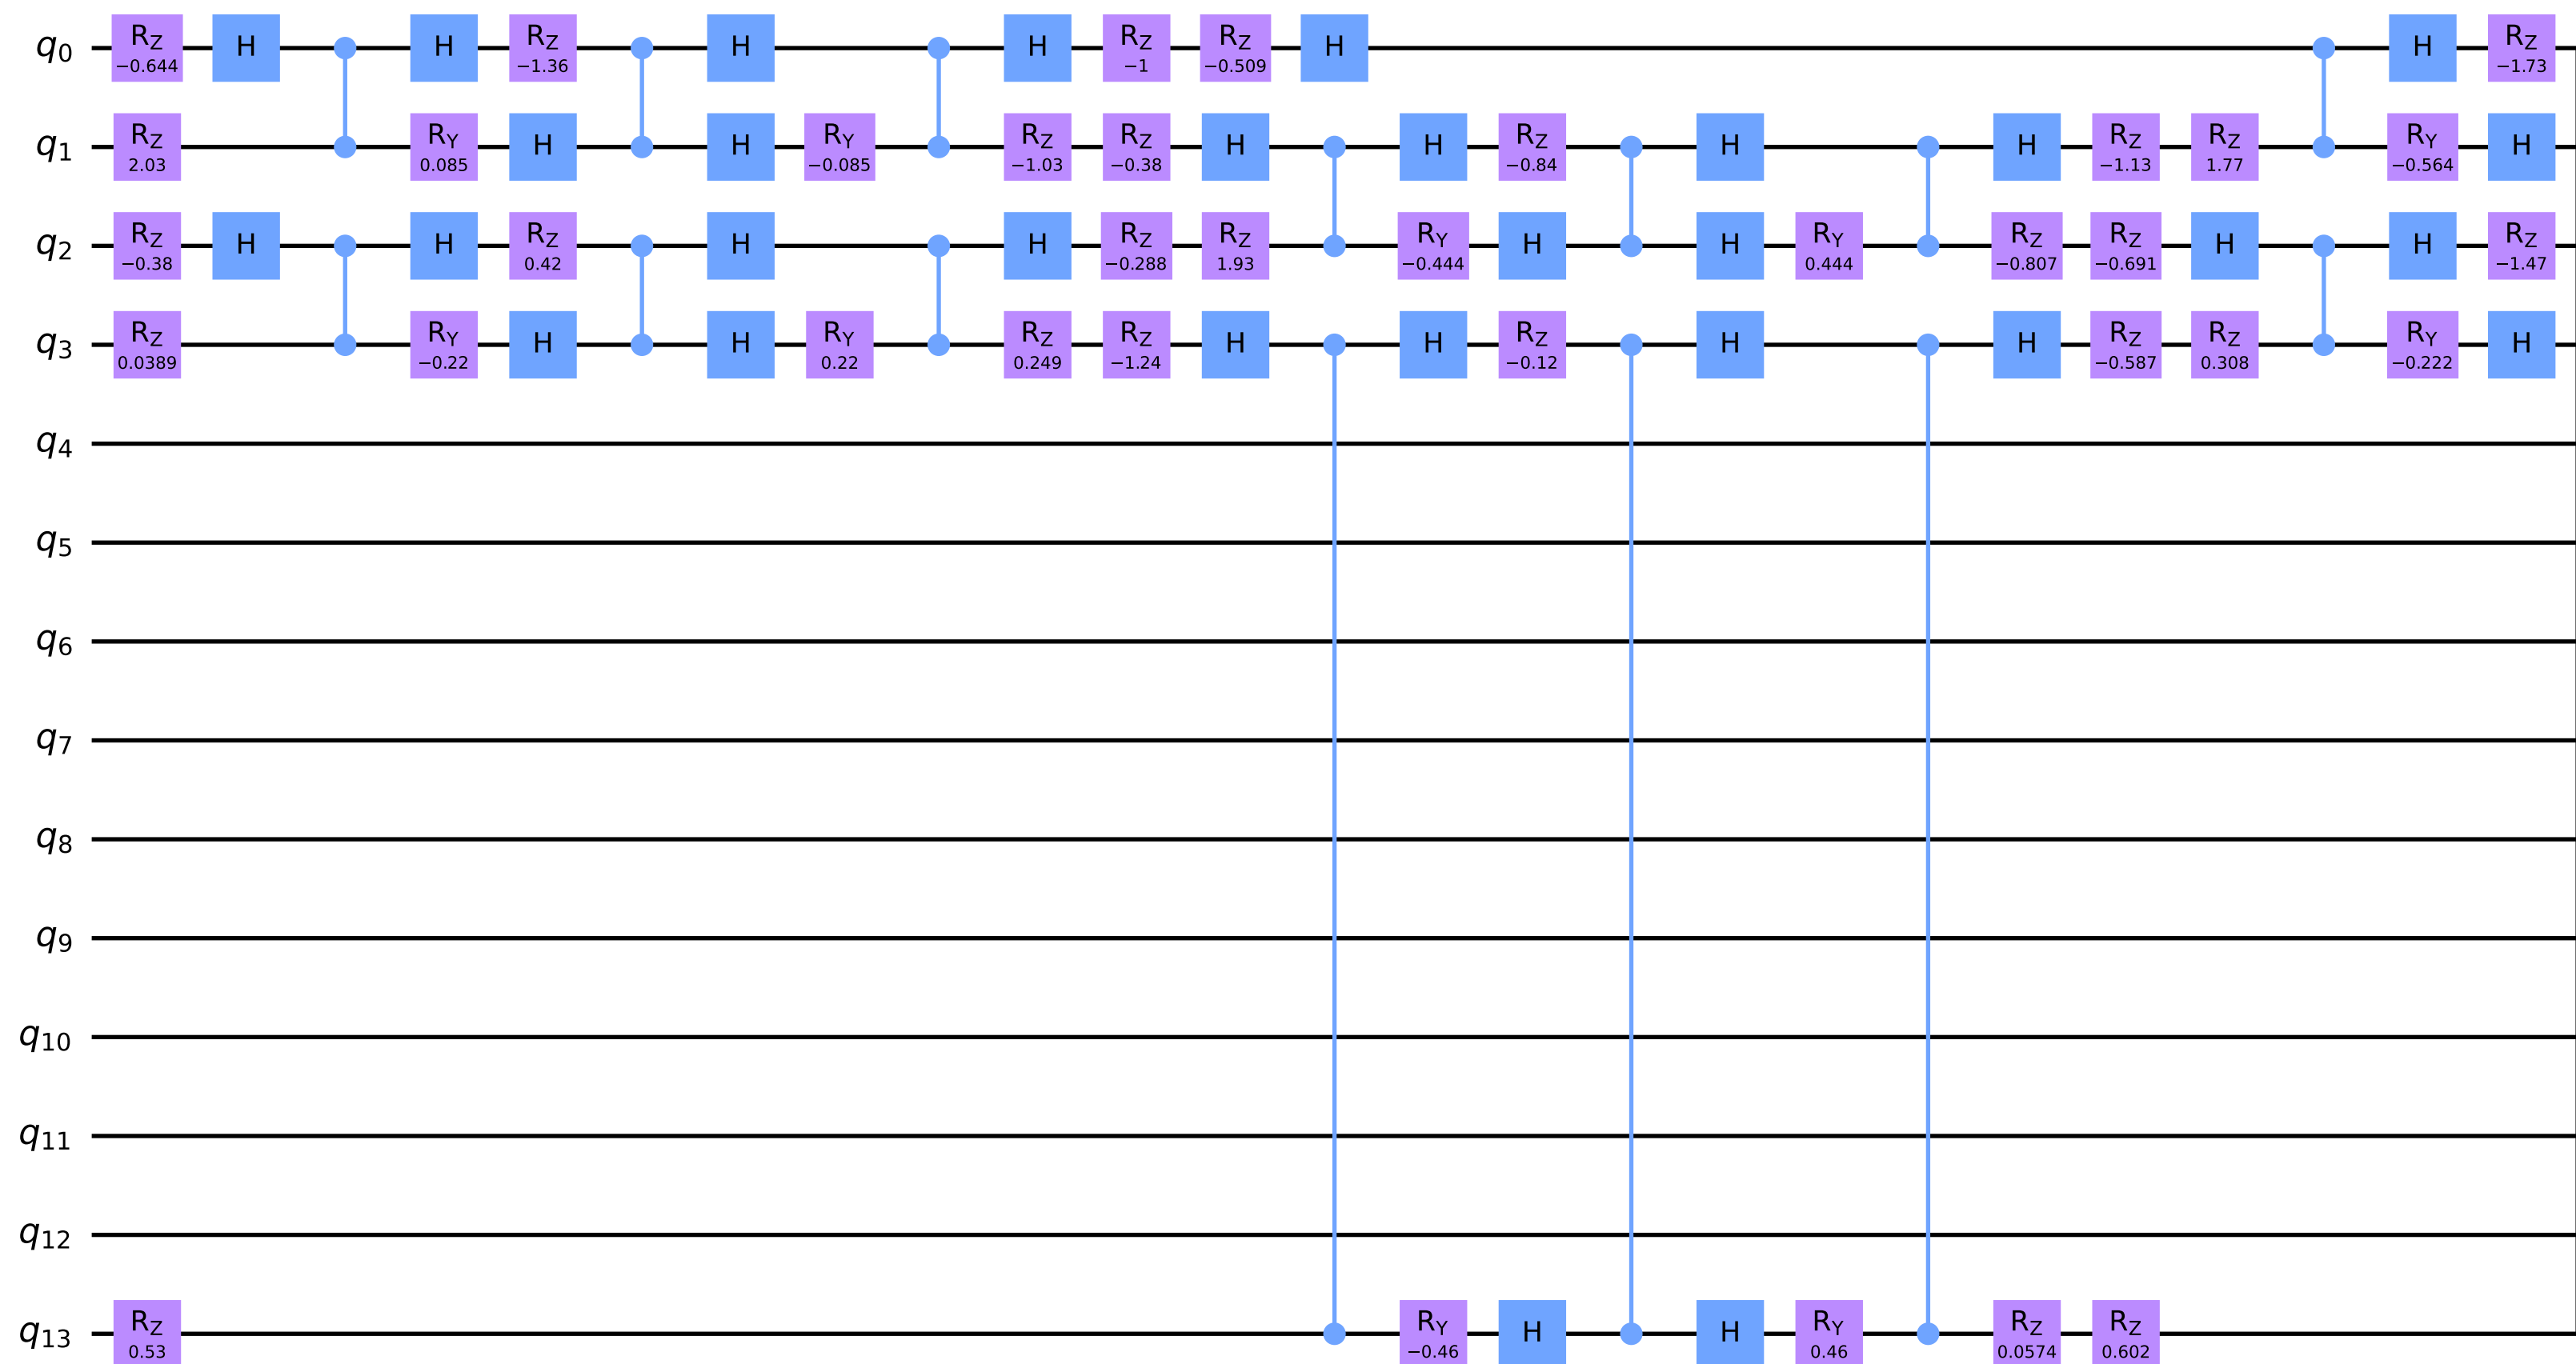 q0 RZ −0.644 H H RZ −1.36 H H RZ −1 RZ −0.509 H H RZ −1.73
q1 RZ 2.03 RY 0.085 H H RY −0.085 RZ −1.03 RZ −0.38 H H RZ −0.84 H H RZ −1.13 RZ 1.77 RY −0.564 H
q2 RZ −0.38 H H RZ 0.42 H H RZ −0.288 RZ 1.93 RY −0.444 H H RY 0.444 RZ −0.807 RZ −0.691 H H RZ −1.47
q3 RZ 0.0389 RY −0.22 H H RY 0.22 RZ 0.249 RZ −1.24 H H RZ −0.12 H H RZ −0.587 RZ 0.308 RY −0.222 H
q4
q5
q6
q7
q8
q9
q10
q11
q12
q13 RZ 0.53 RY −0.46 H H RY 0.46 RZ 0.0574 RZ 0.602